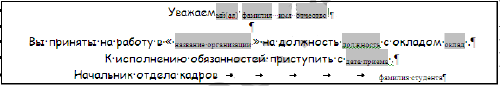 Уважаем ый(ая) фамилия имя отчество! ¶
¶
Вы приняты на работу в «название организации» на должность должность с окладом оклад. ¶
К исполнению обязанностей приступить с дата приема. ¶
Начальник отдела кадров → → → → → фамилия студента¶